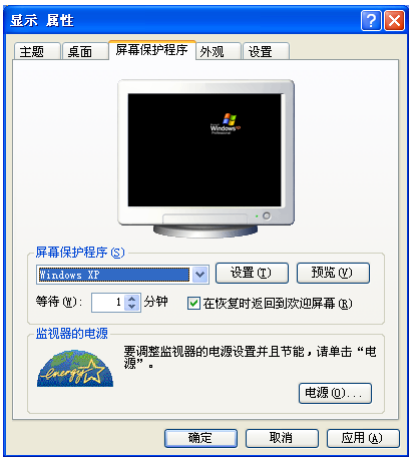 显示 属性
主题 桌面 屏幕保护程序 外观 设置
Windows xp
屏幕保护程序(S)
Windows XP 设置(T) 预览(V)
等待(W): 1 分钟 在恢复时返回到欢迎屏幕(R)
监视器的电源
要调整监视器的电源设置并且节能，请单击“电
源”。
energy
电源(O)...
确定 取消 应用(A)